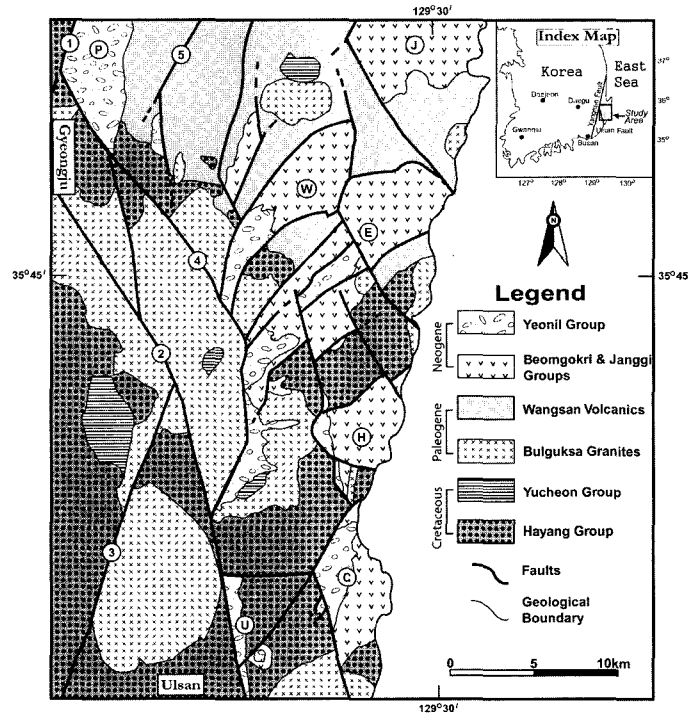 129°30'
1
P
5
J
Index Map
Korea
East
Sea
Daejeon
Daegu
Gwangju
Busan
Yangsan Fault
Ulsan Fault
Study
Area
37°
36°
35°
127°
128°
129°
130°
Gyeongju
W
E
N
4
35°45'
35°45'
2
H
3
C
U
Ulsan
Legend
Neogene
Yeonil Group
Beomgokri & Janggi
Groups
Paleogene
Wangsan Volcanics
Bulguksa Granites
Cretaceous
Yucheon Group
Hayang Group
Faults
Geological
Boundary
0
5
10km
129°30'